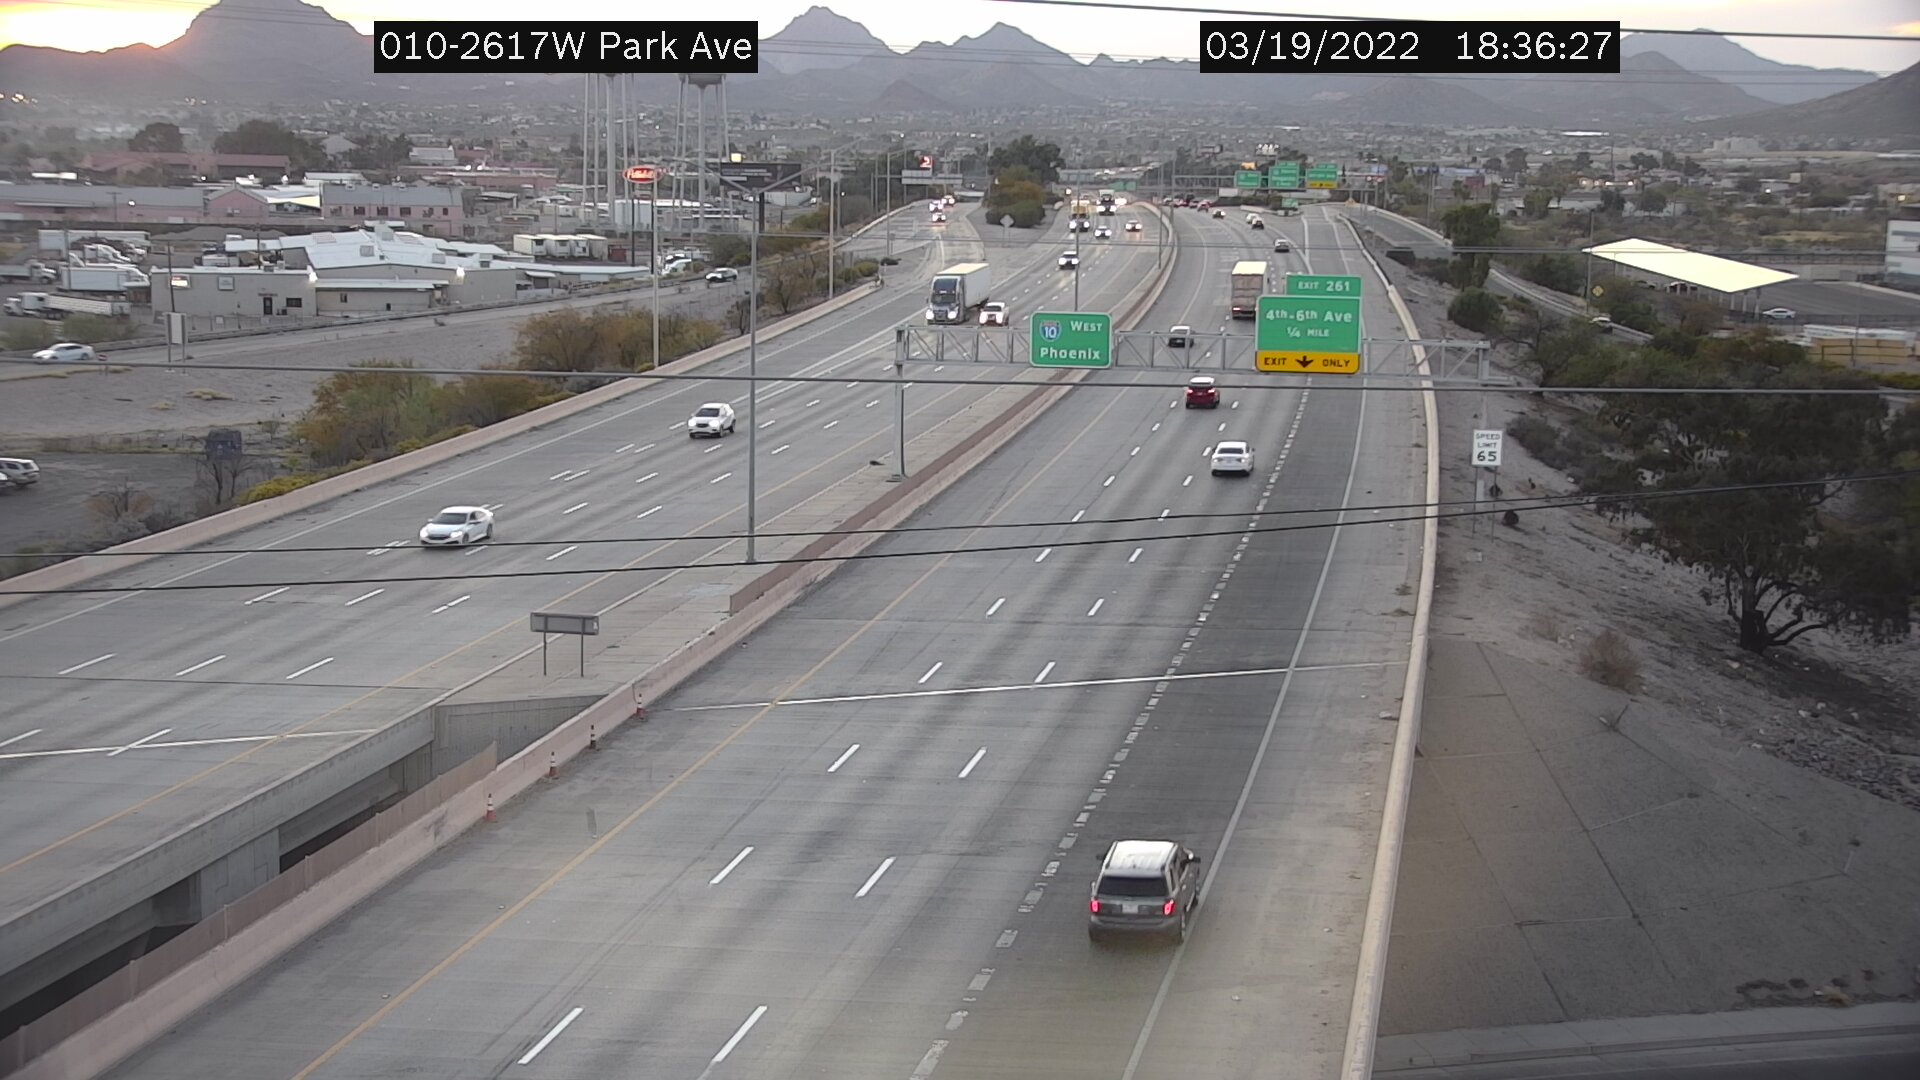 010-2617W Park Ave
03/19/2022 18:36:27
EXIT 261
4th-6th Ave
1/4 MILE
EXIT ONLY
10
WEST
Phoenix
SPEED
LIMIT
65